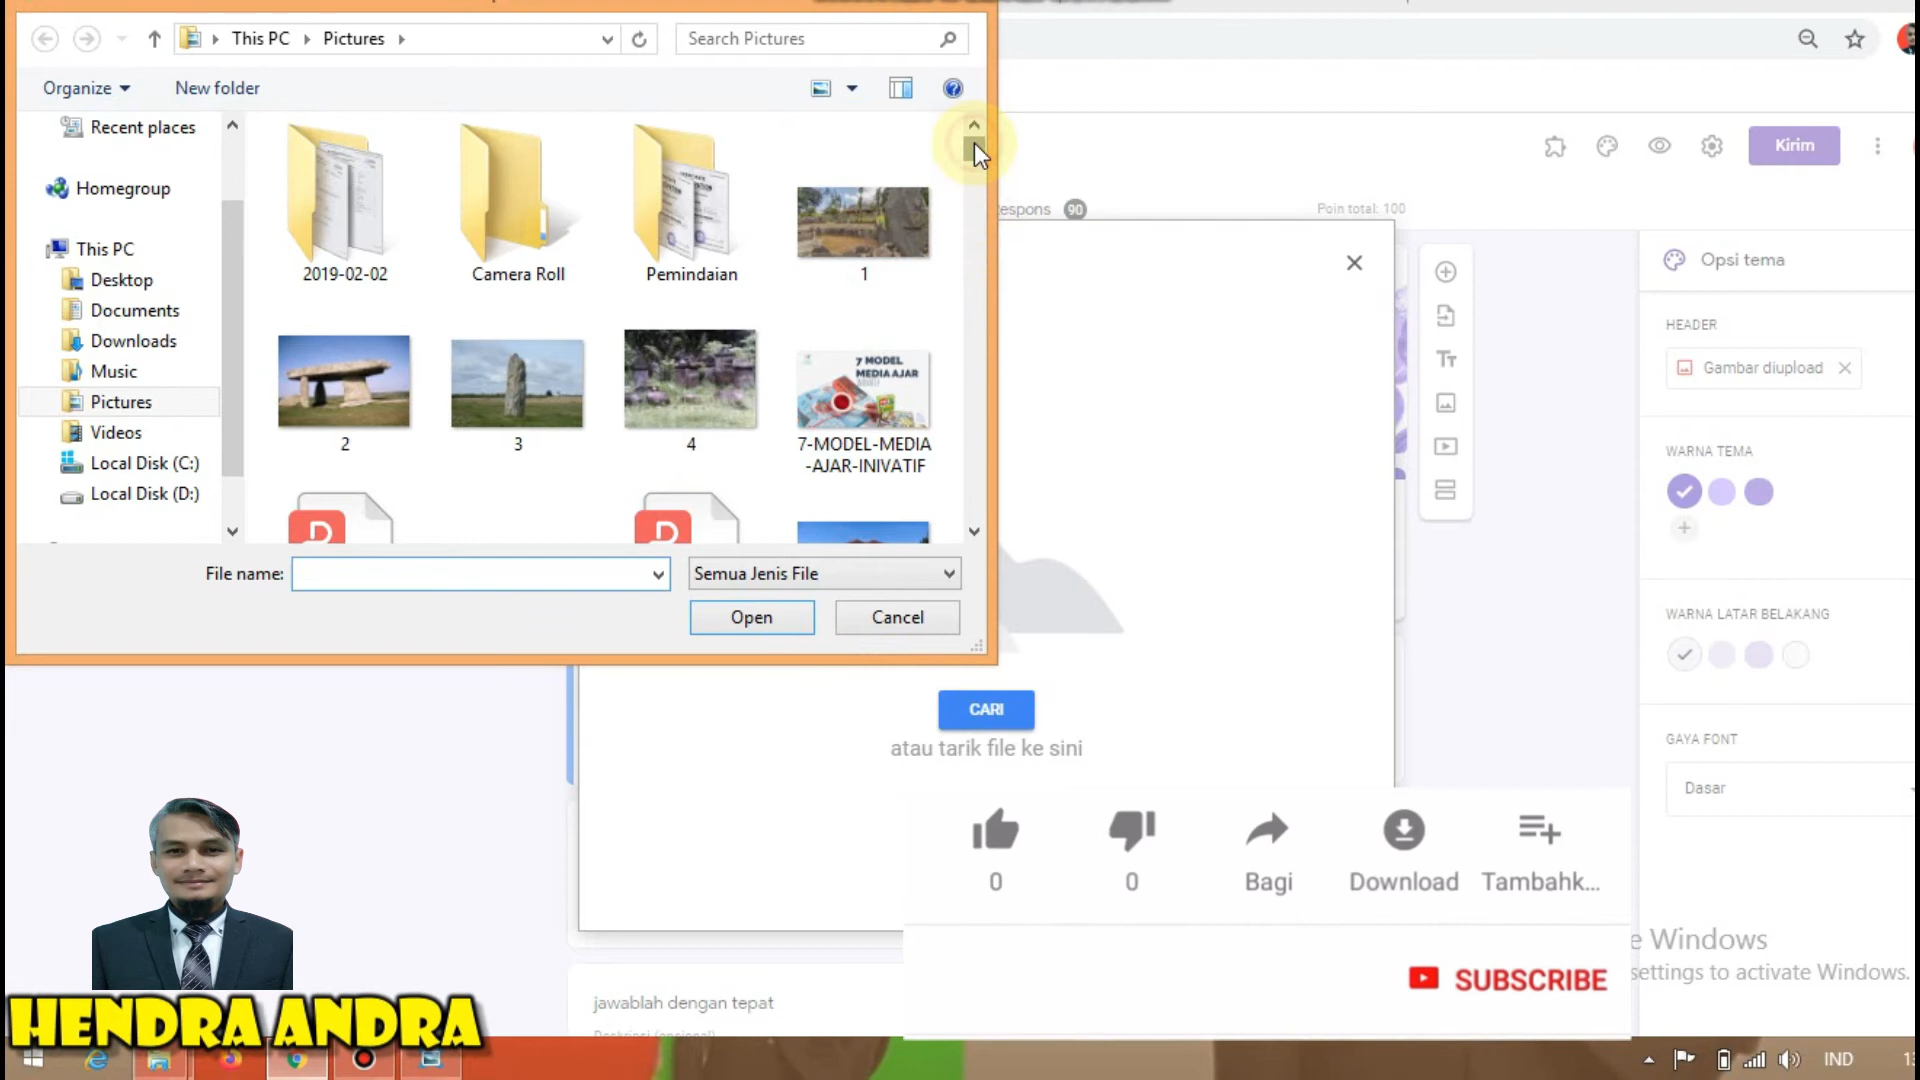 This PC
Pictures
Search Pictures
Organize
New folder
Recent places
Homegroup
This PC
Desktop
Documents
Downloads
Music
Pictures
Videos
Local Disk (C:)
Local Disk (D:)
2019-02-02
Camera Roll
Pemindaian
1
2
3
4
7 MODEL
MEDIA AJAR
7-MODEL-MEDIA
-AJAR-INIVATIF
File name:
Semua Jenis File
Open
Cancel
Kirim
espons 90
Poin total: 100
Opsi tema
HEADER
Gambar diupload
WARNA TEMA
WARNA LATAR BELAKANG
GAYA FONT
Dasar
CARI
atau tarik file ke sini
0
0
Bagi
Download
Tambahk...
SUBSCRIBE
e Windows
settings to activate Windows.
jawablah dengan tepat
HENDRA ANDRA
IND